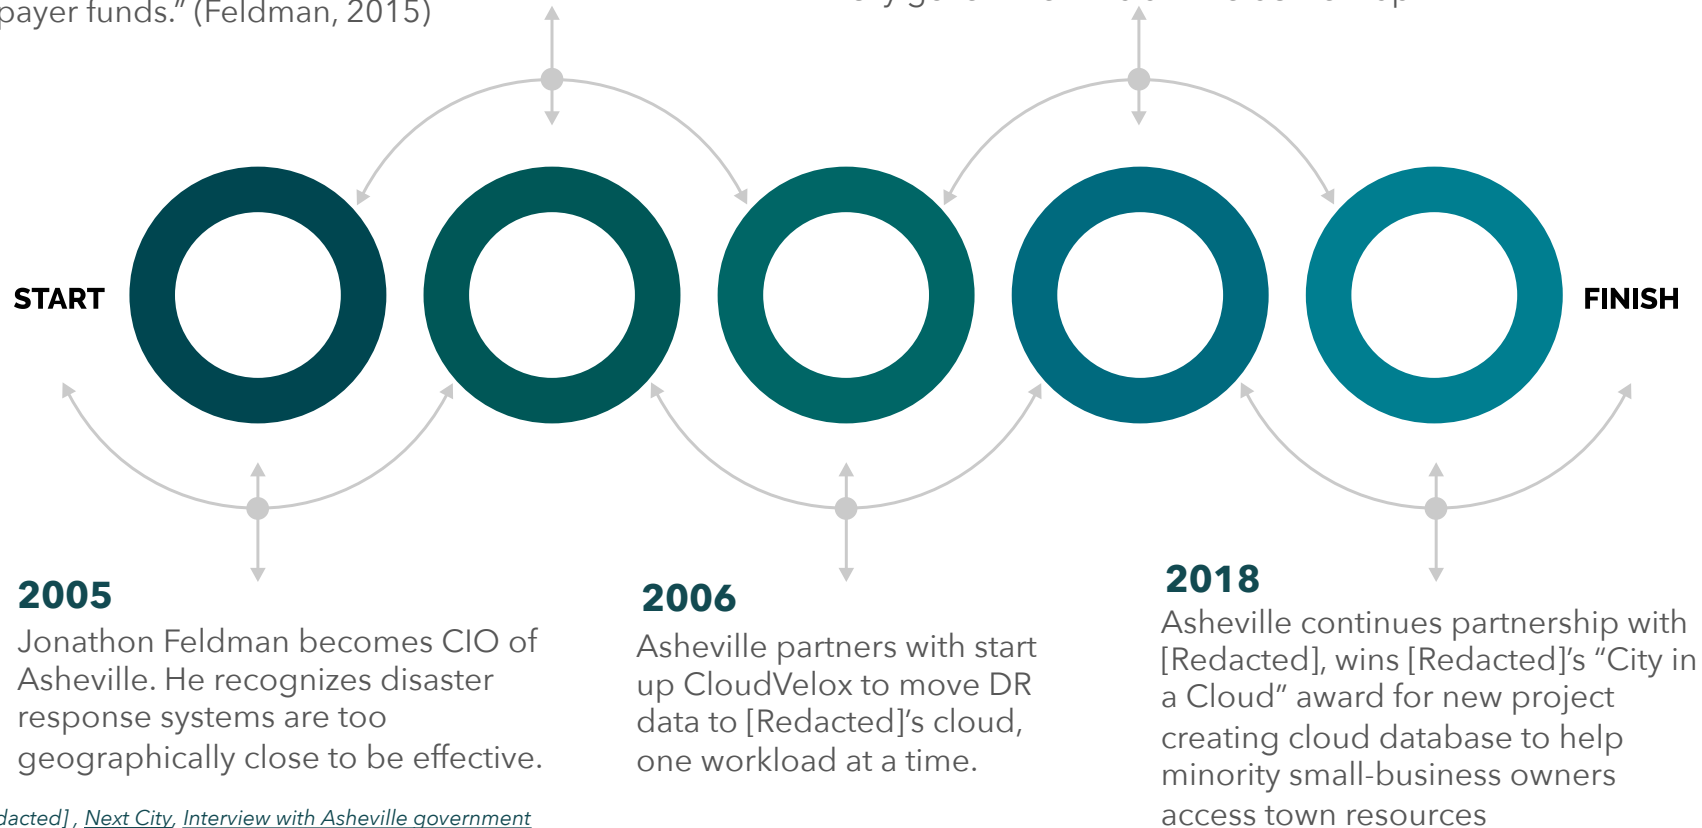 payer funds.” (Feldman, 2015)
START
FINISH
2005
Jonathon Feldman becomes CIO of
Asheville. He recognizes disaster
response systems are too
geographically close to be effective.
2006
Asheville partners with start
up CloudVelox to move DR
data to [Redacted]’s cloud,
one workload at a time.
2018
Asheville continues partnership with
[Redacted], wins [Redacted]’s “City in
a Cloud” award for new project
creating cloud database to help
minority small-business owners
access town resources
dacted] , Next City, Interview with Asheville government